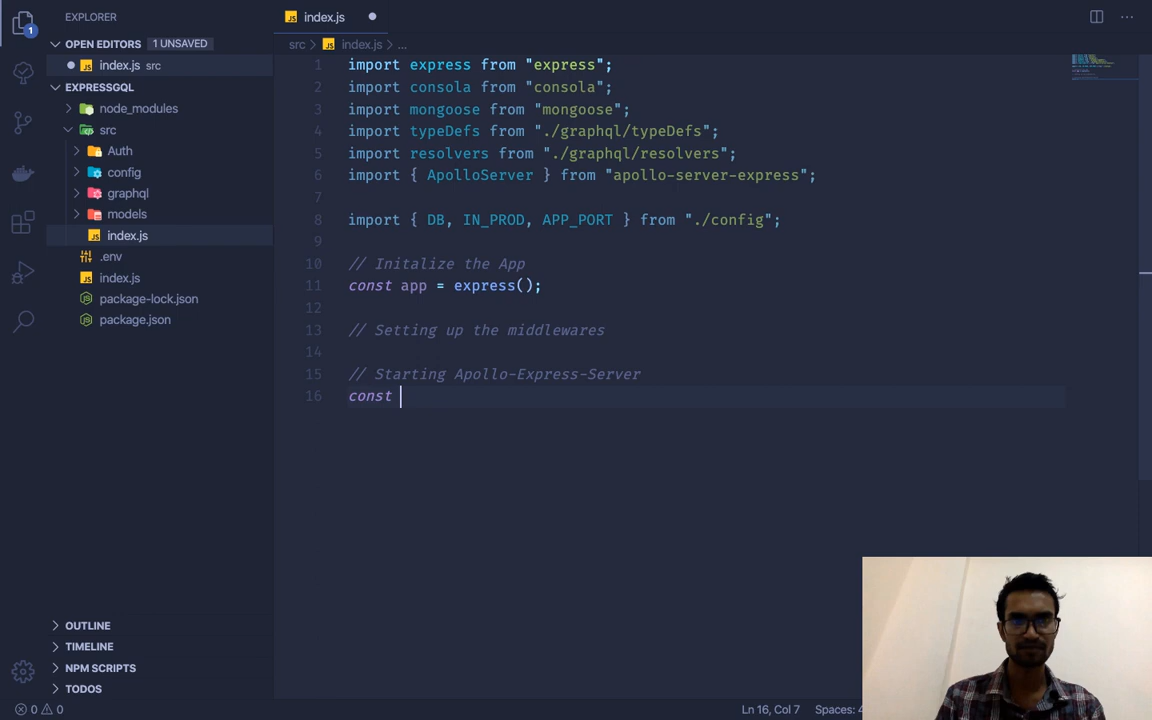 EXPLORER
OPEN EDITORS 1 UNSAVED
index.js src
EXPRESSGQL
node_modules
src
Auth
config
graphql
models
index.js
.env
index.js
package-lock.json
package.json
OUTLINE
TIMELINE
NPM SCRIPTS
TODOS
1
0 0
index.js
src > index.js > ...
1 import express from "express";
2 import consola from "consola";
3 import mongoose from "mongoose";
4 import typeDefs from "./graphql/typeDefs";
5 import resolvers from "./graphql/resolvers";
6 import { ApolloServer } from "apollo-server-express";
7
8 import { DB, IN_PROD, APP_PORT } from "./config";
9
10 // Initalize the App
11 const app = express();
12
13 // Setting up the middlewares
14
15 // Starting Apollo-Express-Server
16 const
Ln 16, Col 7 Spaces: